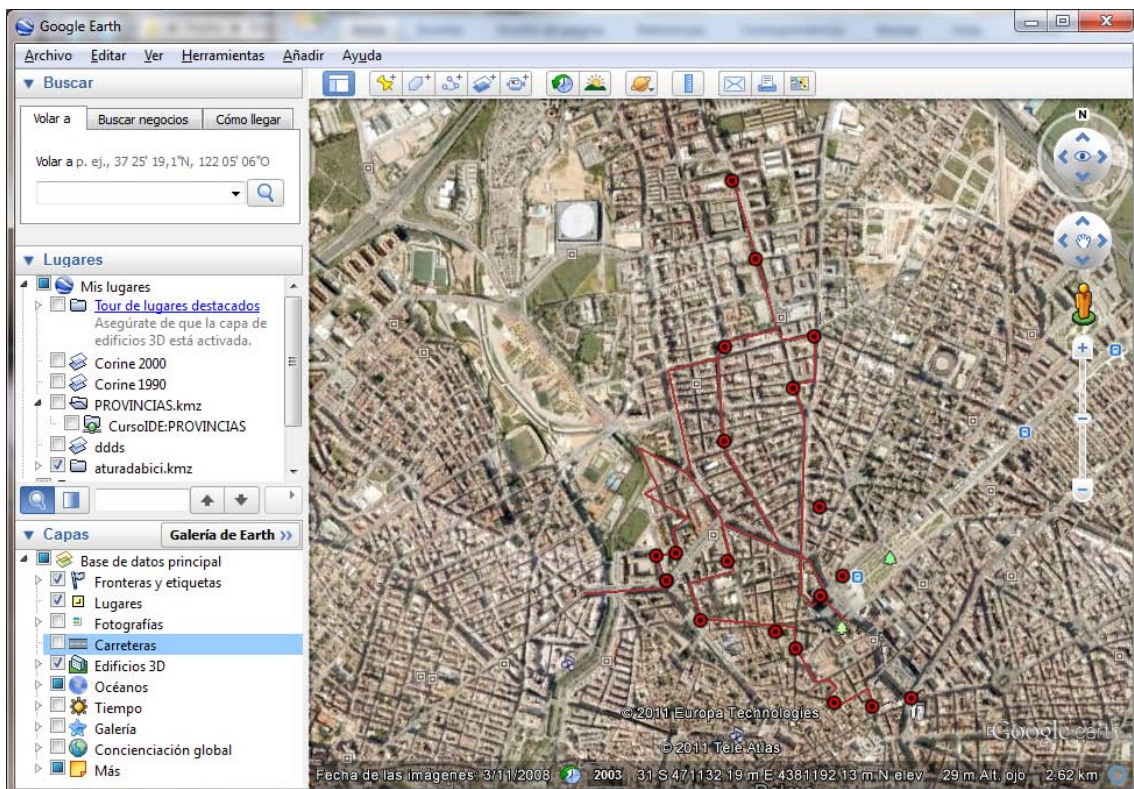 Google Earth
Archivo Editar Ver Herramientas Añadir Ayuda
Buscar
Volar a Buscar negocios Cómo llegar
Volar a p. ej., 37 25' 19,1"N, 122 05' 06"O
Lugares
Mis lugares
Tour de lugares destacados
Asegúrate de que la capa de
edificios 3D está activada.
Corine 2000
Corine 1990
PROVINCIAS.kmz
CursoIDE:PROVINCIAS
ddds
aturadabici.kmz
Capas Galería de Earth »
Base de datos principal
Fronteras y etiquetas
Lugares
Fotografías
Carreteras
Edificios 3D
Océanos
Tiempo
Galería
Concienciación global
Más
N
© 2011 Europa Technologies
© 2011 Tele Atlas
Google earth
Fecha de las imágenes: 3/11/2008 2003 31 S 471132.19 m E 4381192.13 m N elev. 29 m Alt. ojo 2.62 km